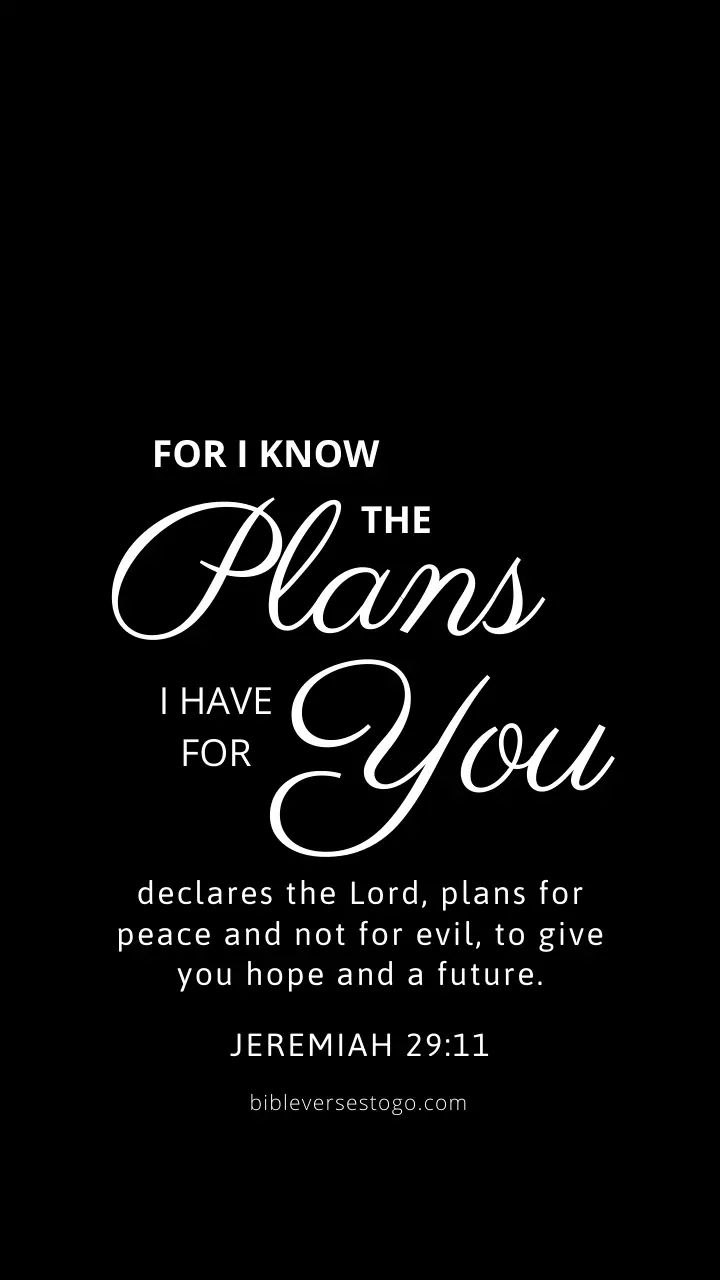 FOR I KNOW
THE
Plans
I HAVE
FOR
You
declares the Lord, plans for
peace and not for evil, to give
you hope and a future.
JEREMIAH 29:11
bibleversestogo.com